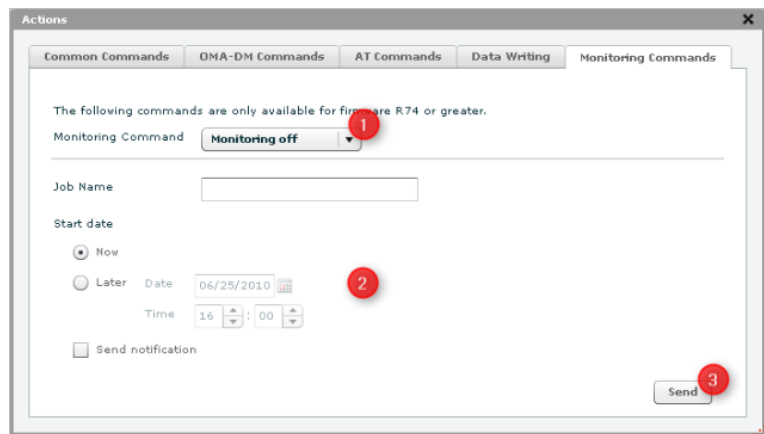 Actions
Common Commands OMA-DM Commands AT Commands Data Writing Monitoring Commands
The following commands are only available for firmware R74 or greater.
1
Monitoring Command Monitoring off
Job Name
Start date
Now
Later Date 06/25/2010
2
Time 16 : 00
Send notification
Send 3